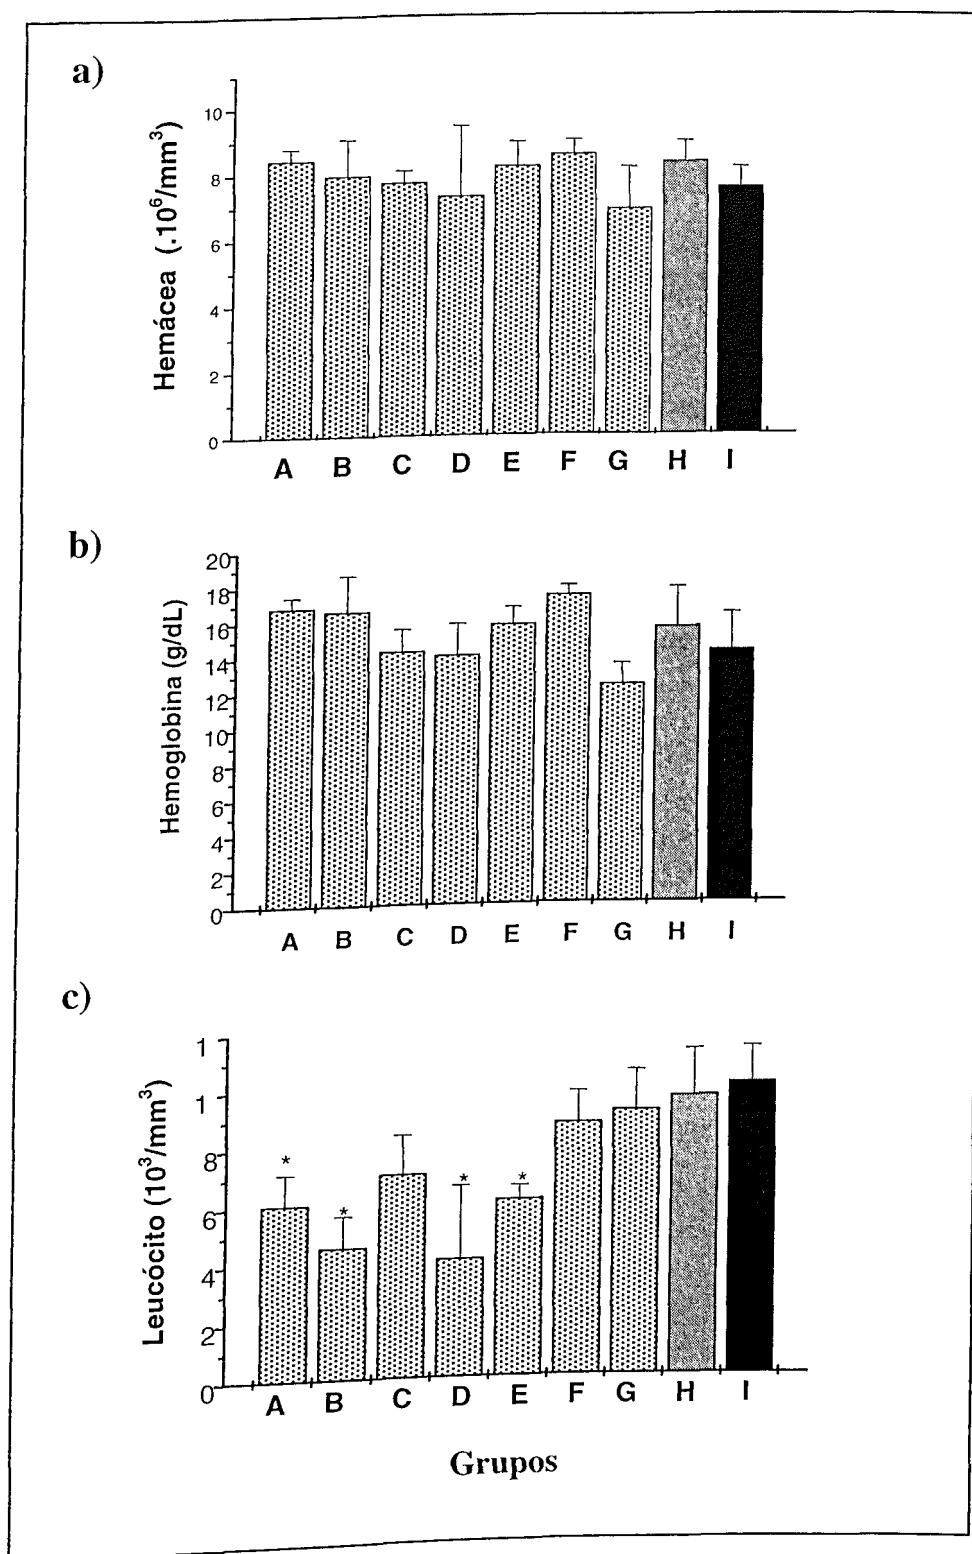 a)
Hemácea (.10⁶/mm³)
10
8
6
4
2
0
A B C D E F G H I
b)
Hemoglobina (g/dL)
20
18
16
14
12
10
8
6
4
2
0
A B C D E F G H I
c)
Leucócito (10³/mm³)
1
1
8
6
4
2
0
* * * *
A B C D E F G H I
Grupos